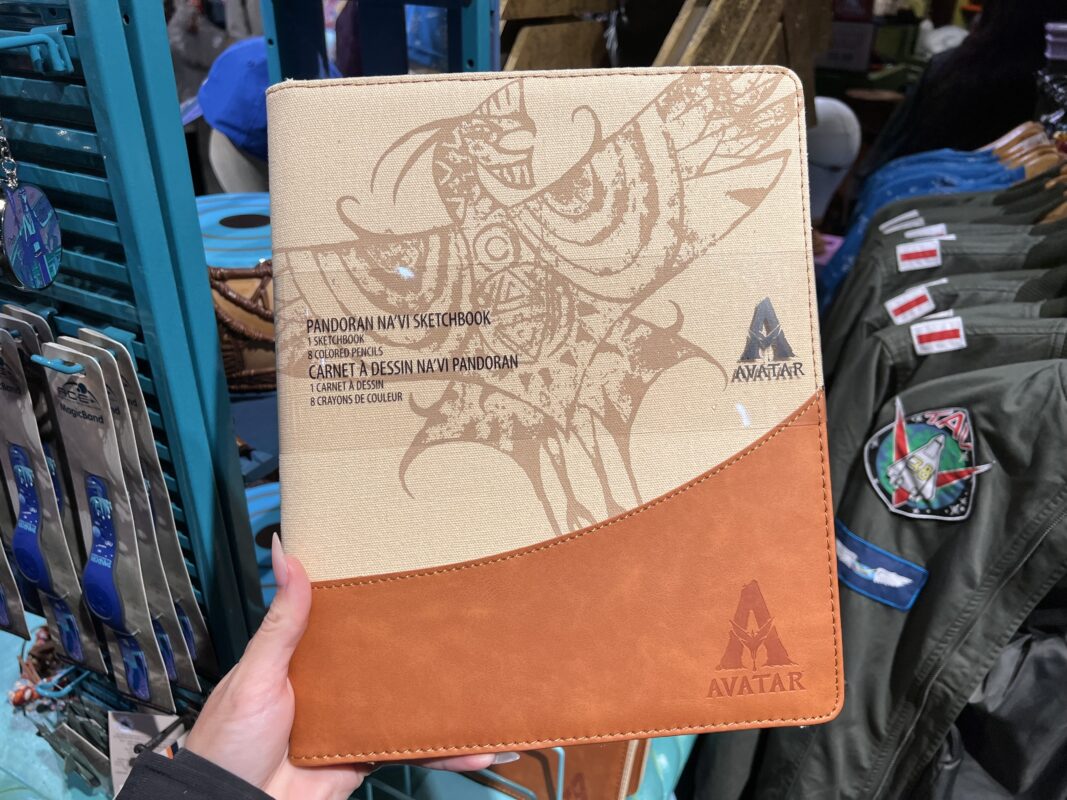 PANDORAN NA'VI SKETCHBOOK
1 SKETCHBOOK
8 COLORED PENCILS
CARNET À DESSIN NA'VI PANDORAN
1 CARNET À DESSIN
8 CRAYONS DE COULEUR
AVATAR
AVATAR
MagicBand